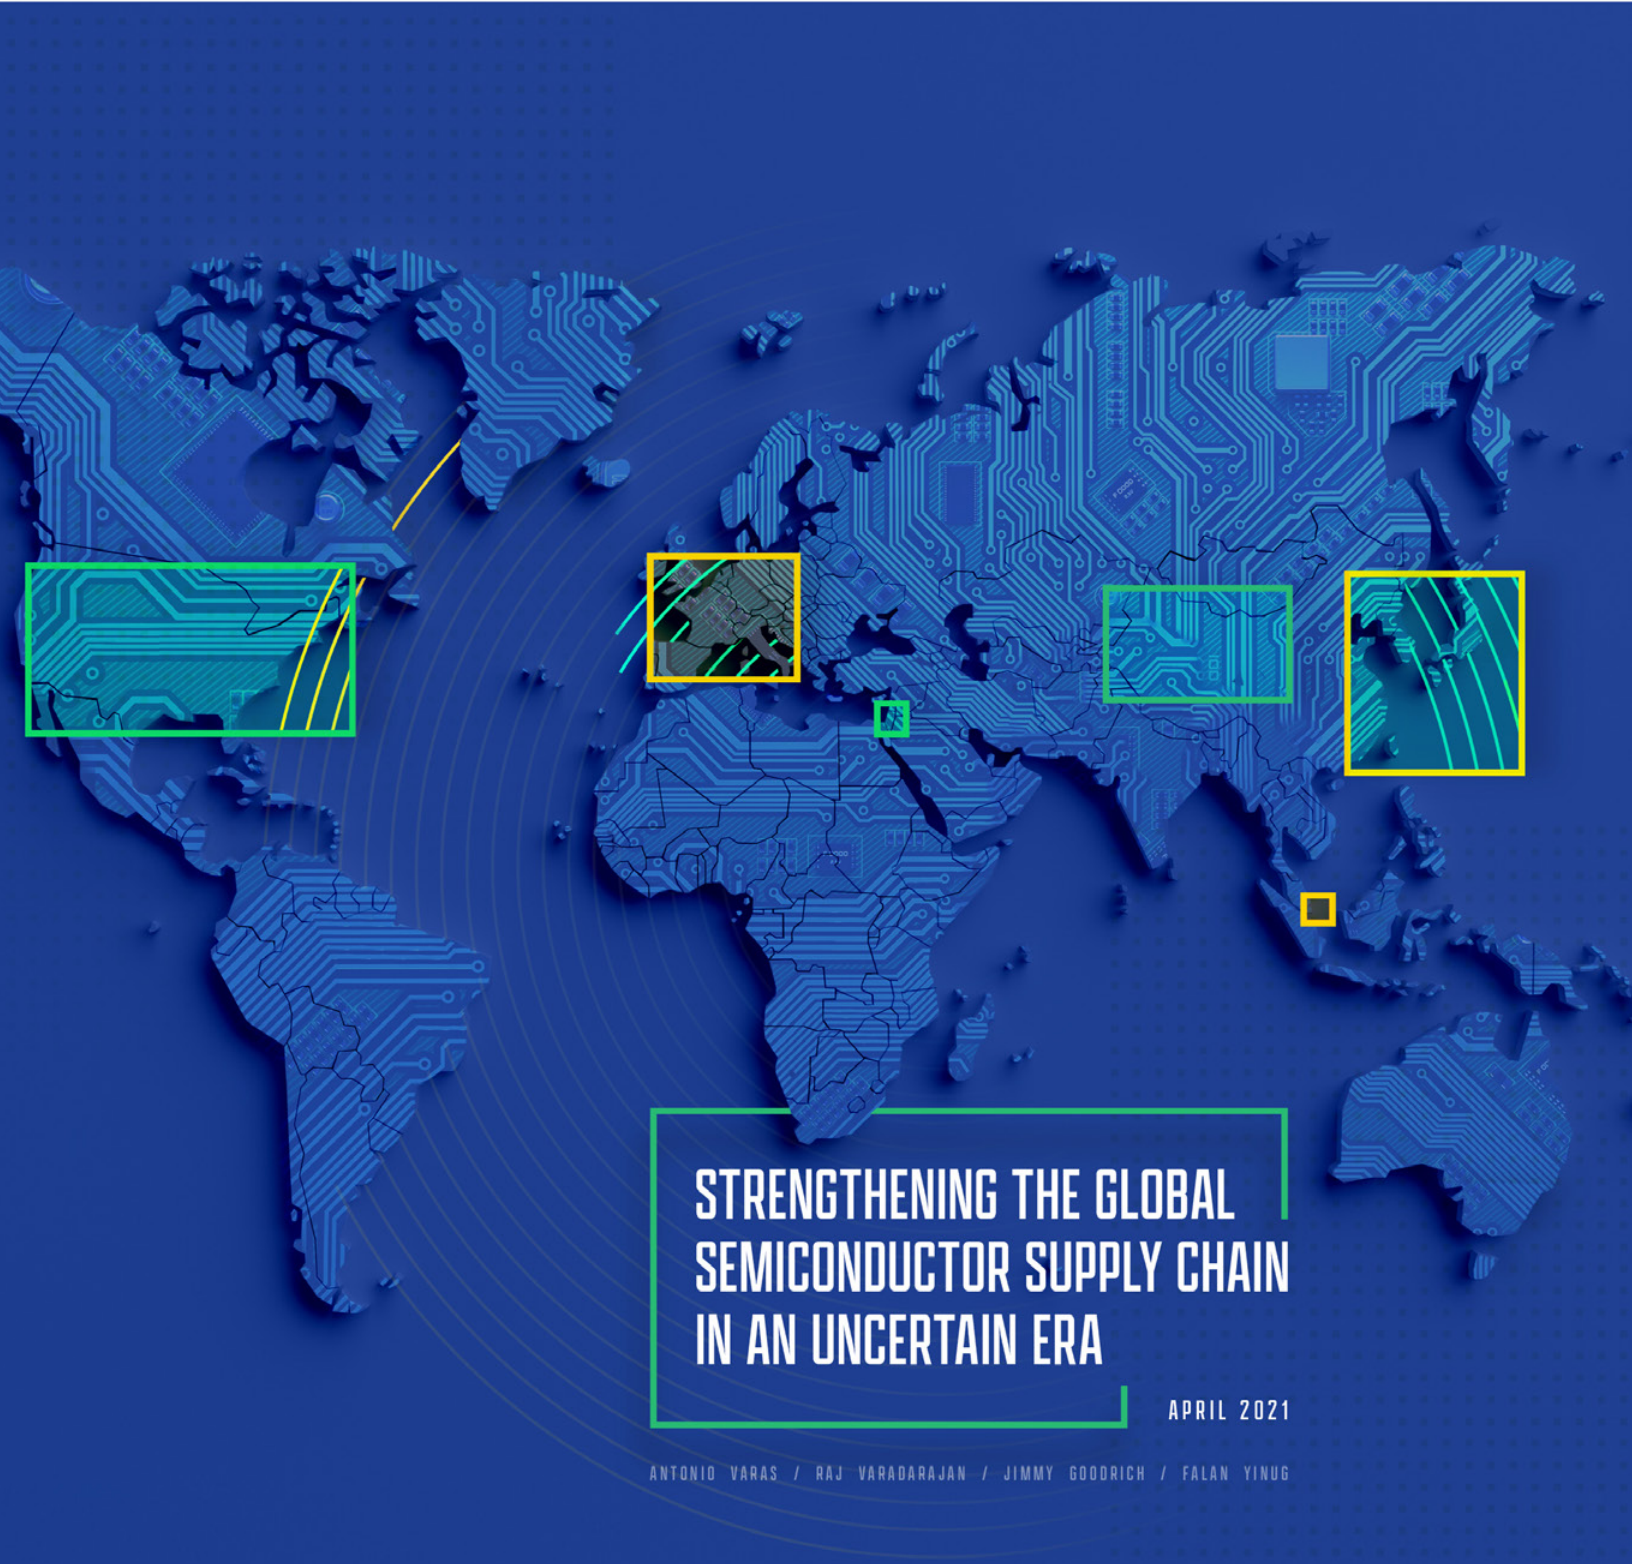 STRENGTHENING THE GLOBAL
SEMICONDUCTOR SUPPLY CHAIN
IN AN UNCERTAIN ERA
APRIL 2021
ANTONIO VARAS / RAJ VARADARAJAN / JIMMY GOODRICH / FALAN YINUG